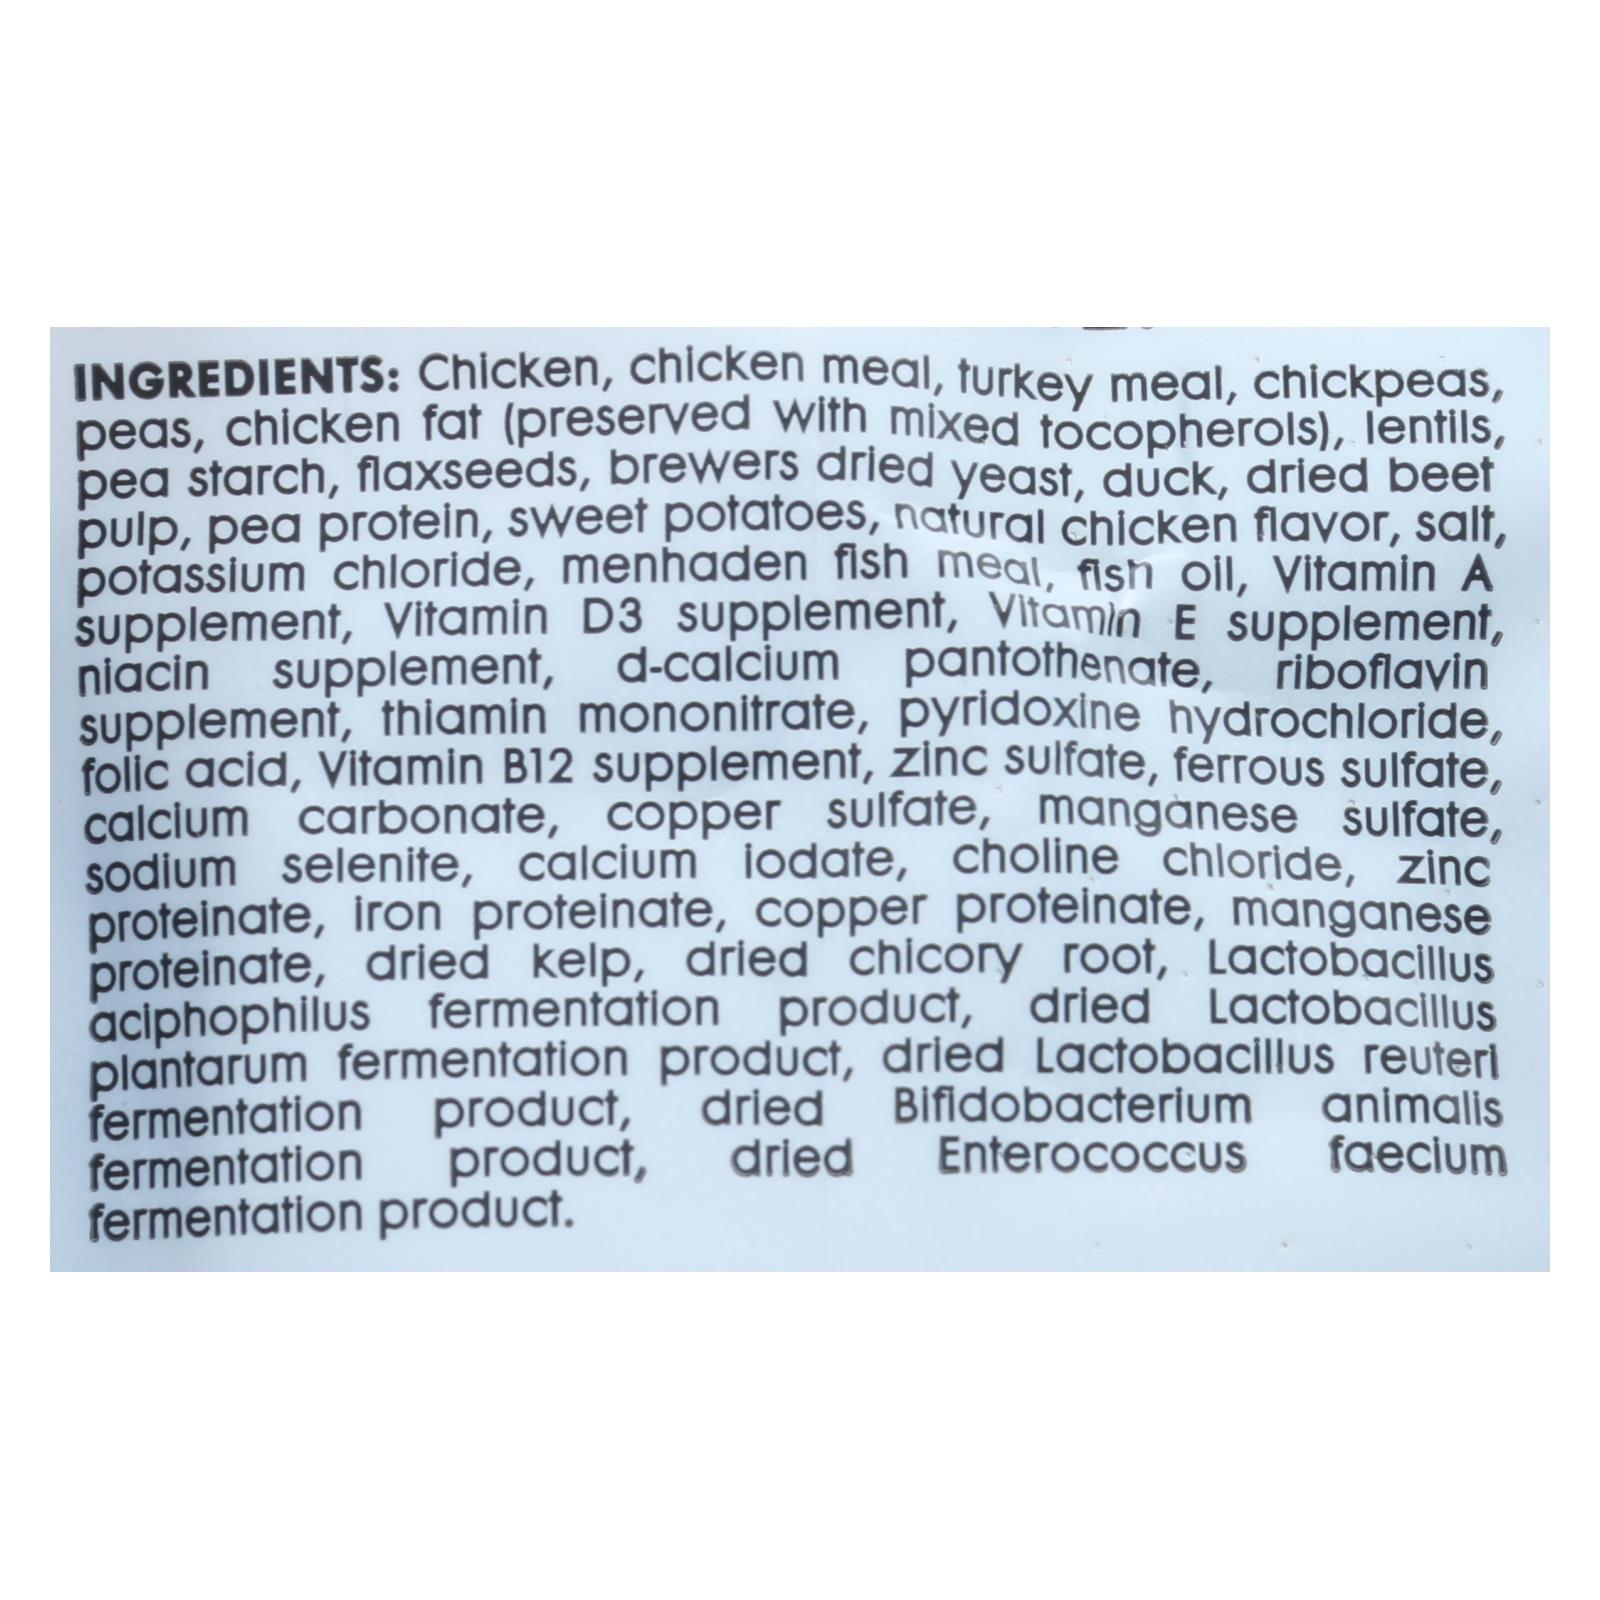 INGREDIENTS: Chicken, chicken meal, turkey meal, chickpeas,
peas, chicken fat (preserved with mixed tocopherols), lentils,
pea starch, flaxseeds, brewers dried yeast, duck, dried beet
pulp, pea protein, sweet potatoes, natural chicken flavor, salt,
potassium chloride, menhaden fish meal, fish oil, Vitamin A
supplement, Vitamin D3 supplement, Vitamin E supplement,
niacin supplement, d-calcium pantothenate, riboflavin
supplement, thiamin mononitrate, pyridoxine hydrochloride,
folic acid, Vitamin B12 supplement, zinc sulfate, ferrous sulfate,
calcium carbonate, copper sulfate, manganese sulfate,
sodium selenite, calcium iodate, choline chloride, zinc
proteinate, iron proteinate, copper proteinate, manganese
proteinate, dried kelp, dried chicory root, Lactobacillus
aciphophilus fermentation product, dried Lactobacillus
plantarum fermentation product, dried Lactobacillus reuteri
fermentation product, dried Bifidobacterium animalis
fermentation product, dried Enterococcus faecium
fermentation product.